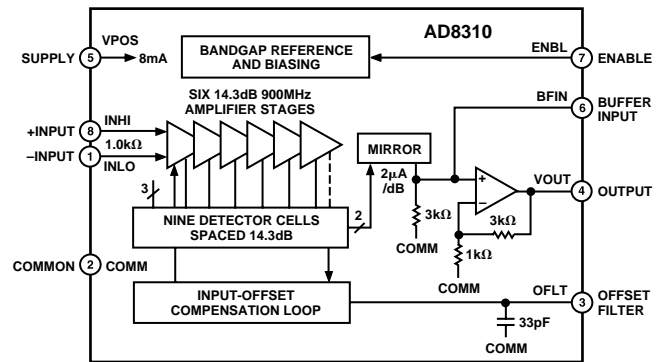 AD8310
SUPPLY
5
VPOS
8mA
BANDGAP REFERENCE
AND BIASING
ENBL
7
ENABLE
SIX 14.3dB 900MHz
AMPLIFIER STAGES
BFIN
6
BUFFER
INPUT
+INPUT
8
INHI
1.0kΩ
–INPUT
1
INLO
MIRROR
2μA
/dB
+
–
VOUT
4
OUTPUT
3
2
3kΩ
COMM
3kΩ
1kΩ
COMM
NINE DETECTOR CELLS
SPACED 14.3dB
COMMON
2
COMM
INPUT-OFFSET
COMPENSATION LOOP
OFLT
3
OFFSET
FILTER
33pF
COMM